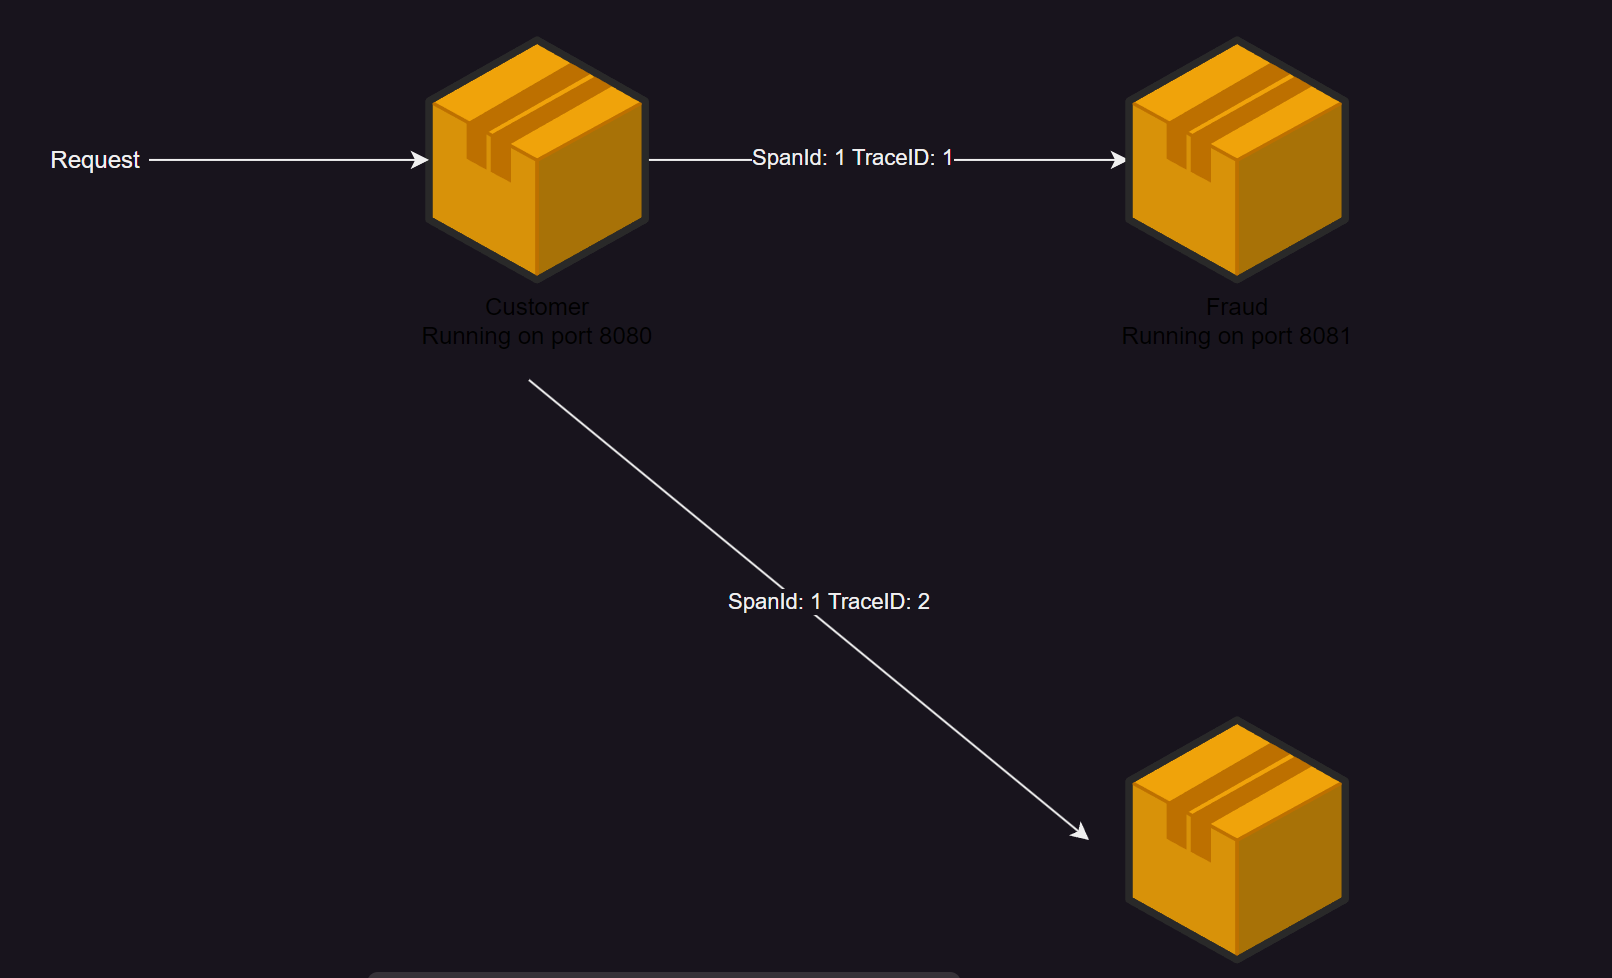 Request
SpanId: 1 TraceID: 1
Customer
Running on port 8080
Fraud
Running on port 8081
SpanId: 1 TraceID: 2